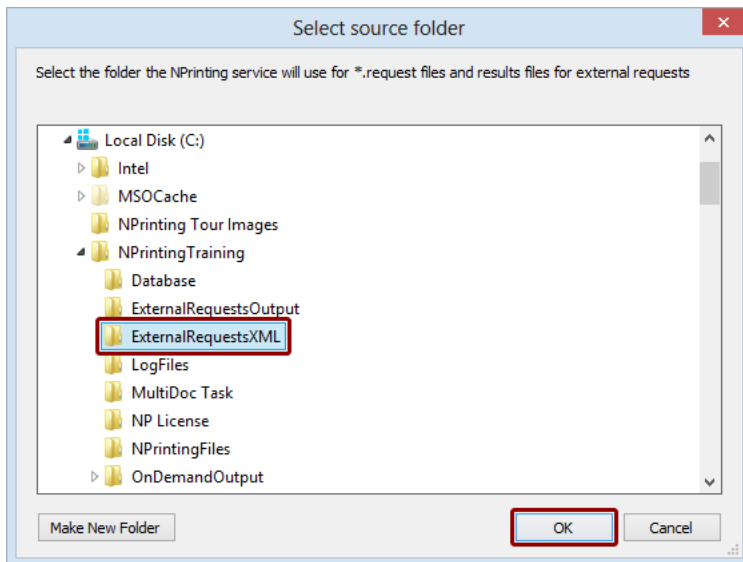 Select source folder
Select the folder the NPrinting service will use for *.request files and results files for external requests
Local Disk (C:)
Intel
MSOCache
NPrinting Tour Images
NPrintingTraining
Database
ExternalRequestsOutput
ExternalRequestsXML
LogFiles
MultiDoc Task
NP License
NPrintingFiles
OnDemandOutput
Make New Folder OK Cancel